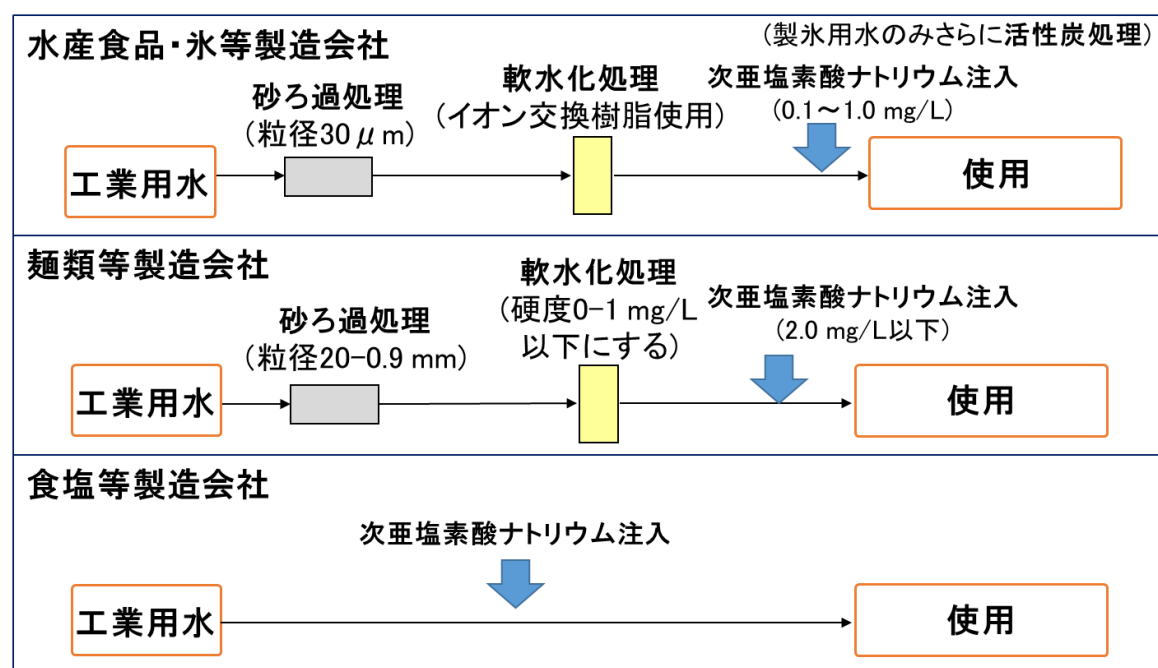 水産食品・氷等製造会社
(製氷用水のみさらに活性炭処理)
砂ろ過処理
(粒径30μm)
軟水化処理
(イオン交換樹脂使用)
次亜塩素酸ナトリウム注入
(0.1～1.0 mg/L)
工業用水
使用
麺類等製造会社
砂ろ過処理
(粒径20-0.9 mm)
軟水化処理
(硬度0-1 mg/L
以下にする)
次亜塩素酸ナトリウム注入
(2.0 mg/L以下)
工業用水
使用
食塩等製造会社
次亜塩素酸ナトリウム注入
工業用水
使用